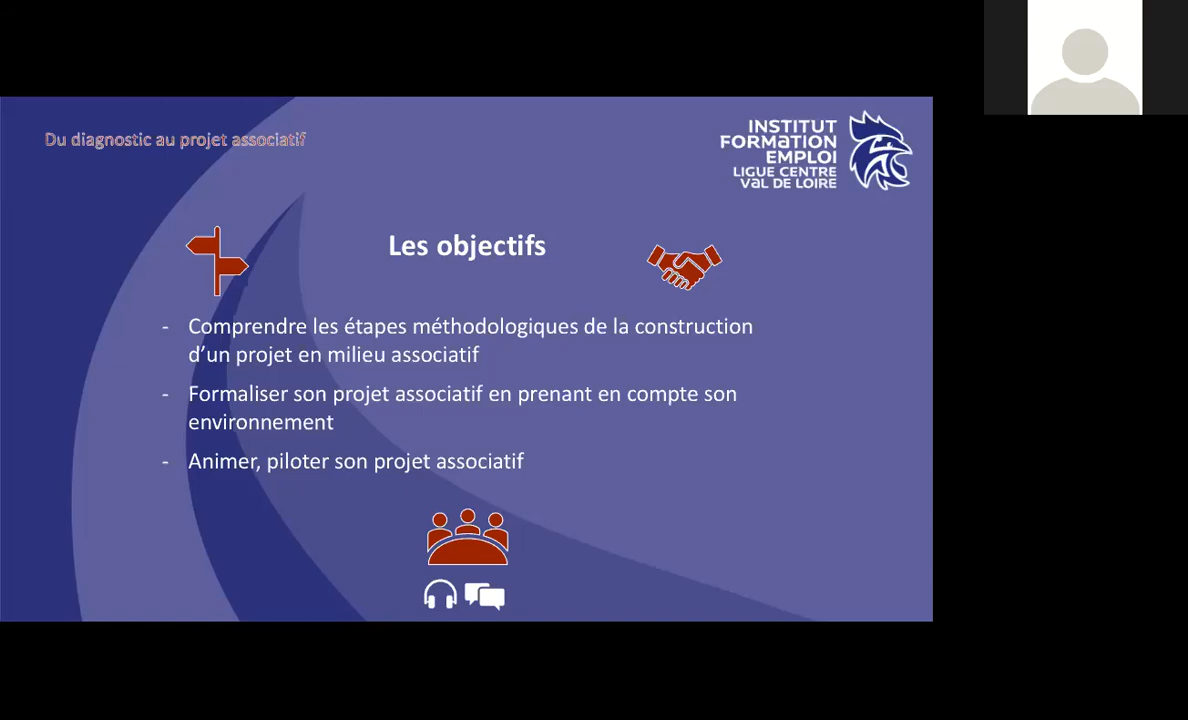 Du diagnostic au projet associatif
INSTITUT
FORMATION
EMPLOI
LIGUE CENTRE
VAL DE LOIRE
Les objectifs
- Comprendre les étapes méthodologiques de la construction
d’un projet en milieu associatif
- Formaliser son projet associatif en prenant en compte son
environnement
- Animer, piloter son projet associatif